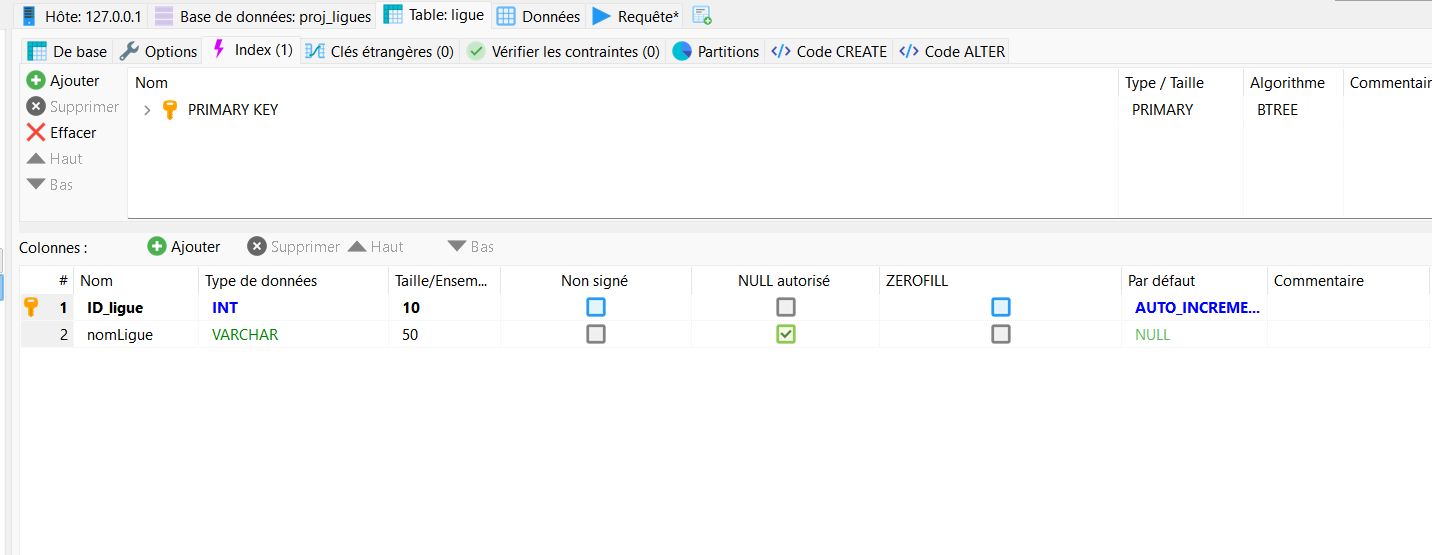 Hôte: 127.0.0.1 Base de données: proj_ligues Table: ligue Données Requête*
De base Options Index (1) Clés étrangères (0) Vérifier les contraintes (0) Partitions Code CREATE Code ALTER
Ajouter
Supprimer
Effacer
Haut
Bas
Nom Type / Taille Algorithme Commentair
PRIMARY KEY PRIMARY BTREE
Colonnes : Ajouter Supprimer Haut Bas
# Nom Type de données Taille/Ensem... Non signé NULL autorisé ZEROFILL Par défaut Commentaire
1 ID_ligue INT 10 AUTO_INCREME...
2 nomLigue VARCHAR 50 NULL